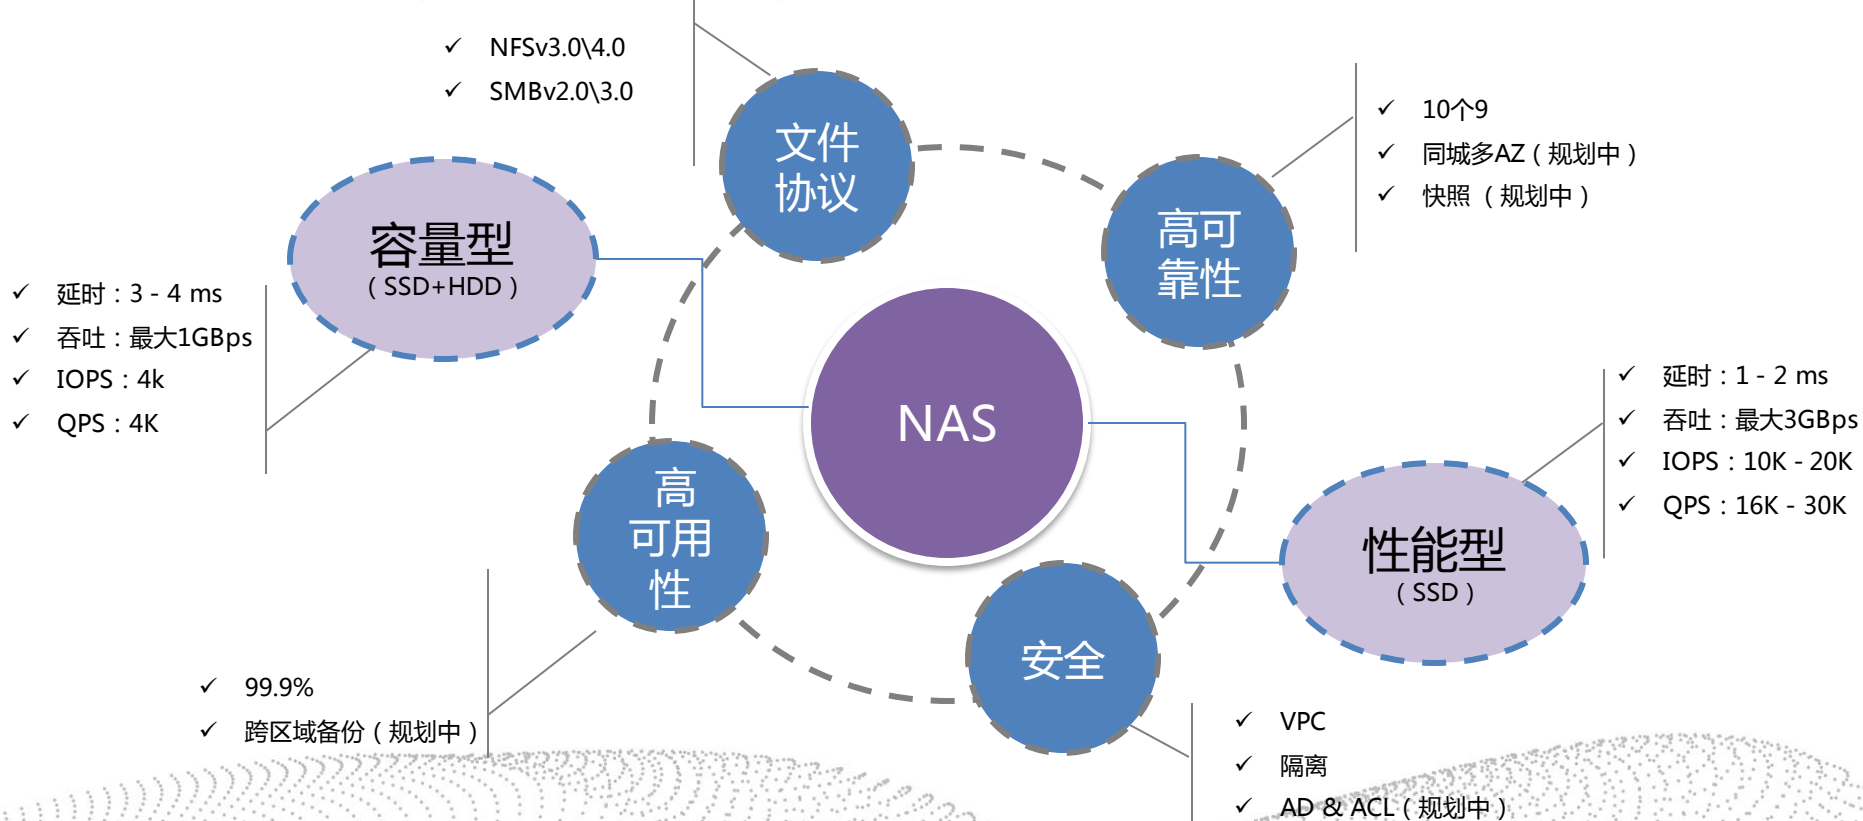 NFSv3.0\4.0
SMBv2.0\3.0
文件
协议
10个9
同城多AZ（规划中）
快照 （规划中）
高可
靠性
容量型
（SSD+HDD）
延时：3 - 4 ms
吞吐：最大1GBps
IOPS：4k
QPS：4K
NAS
延时：1 - 2 ms
吞吐：最大3GBps
IOPS：10K - 20K
QPS：16K - 30K
性能型
（SSD）
高
可用
性
99.9%
跨区域备份（规划中）
安全
VPC
隔离
AD & ACL（规划中）